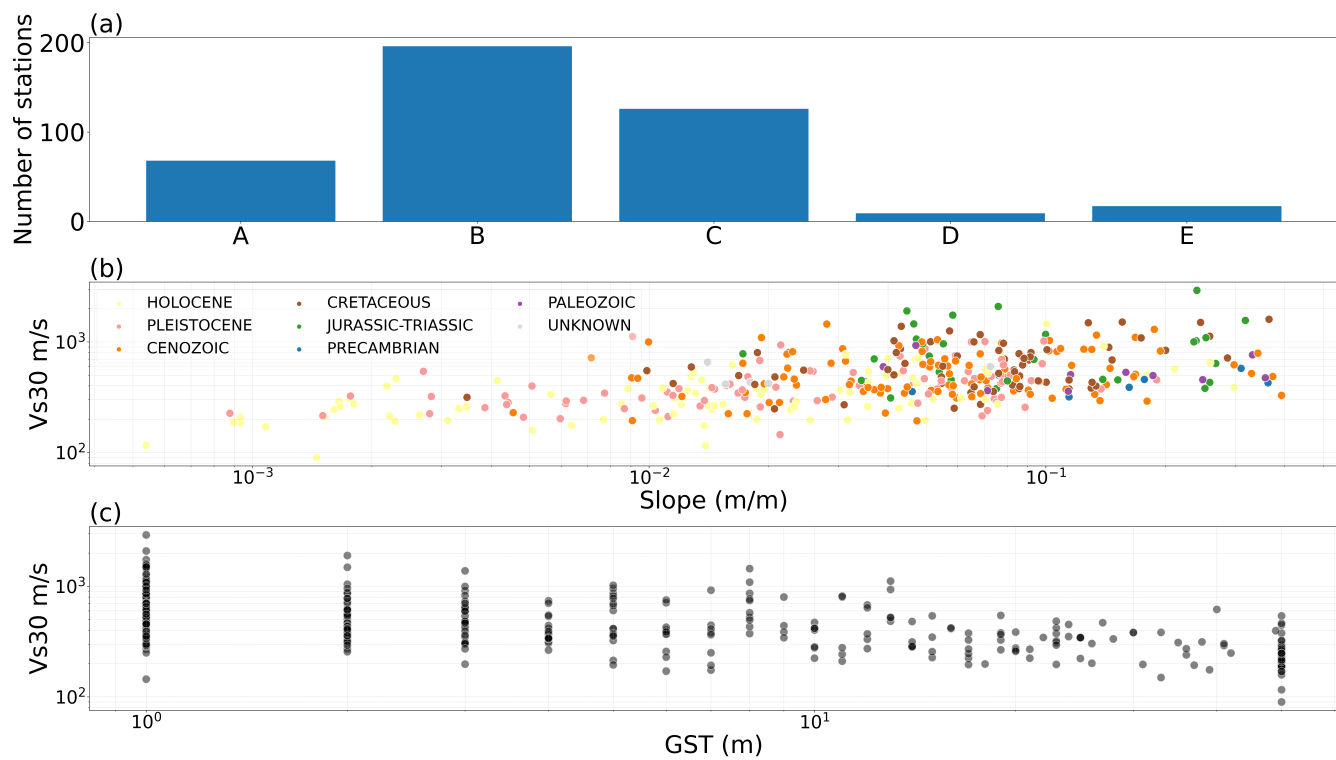 (a)
Number of stations
200
100
0
A B C D E
(b)
Vs30 m/s
10³
10²
HOLOCENE CRETACEOUS PALEOZOIC
PLEISTOCENE JURASSIC-TRIASSIC UNKNOWN
CENOZOIC PRECAMBRIAN
10⁻³ 10⁻² 10⁻¹
Slope (m/m)
(c)
Vs30 m/s
10³
10²
10⁰ 10¹
GST (m)